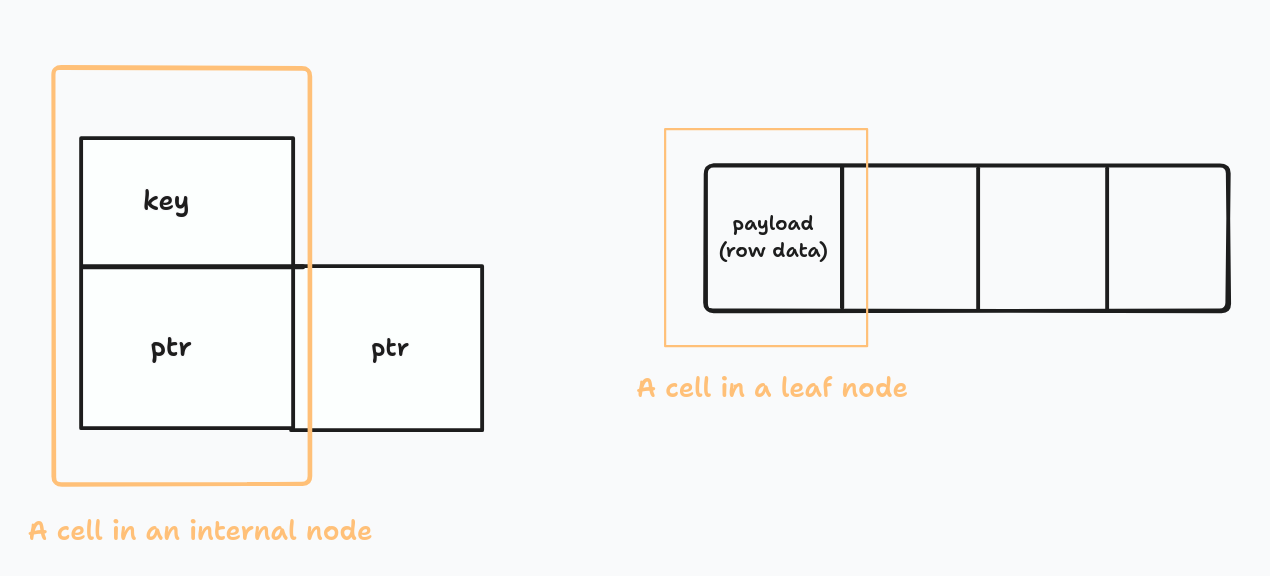 key
ptr
ptr
A cell in an internal node
payload
(row data)
A cell in a leaf node